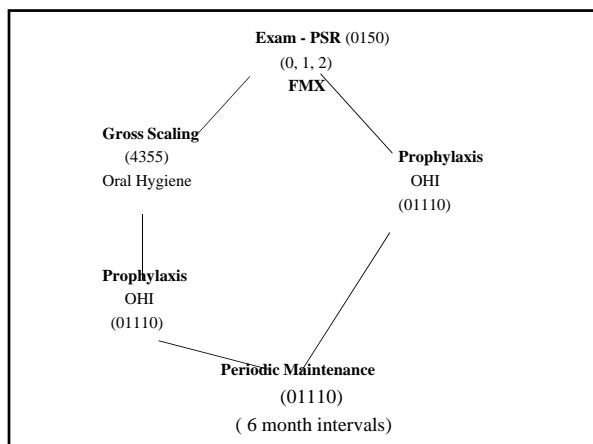 Exam - PSR (0150)
(0, 1, 2)
FMX
Gross Scaling
(4355)
Oral Hygiene
Prophylaxis
OHI
(01110)
Prophylaxis
OHI
(01110)
Periodic Maintenance
(01110)
( 6 month intervals)